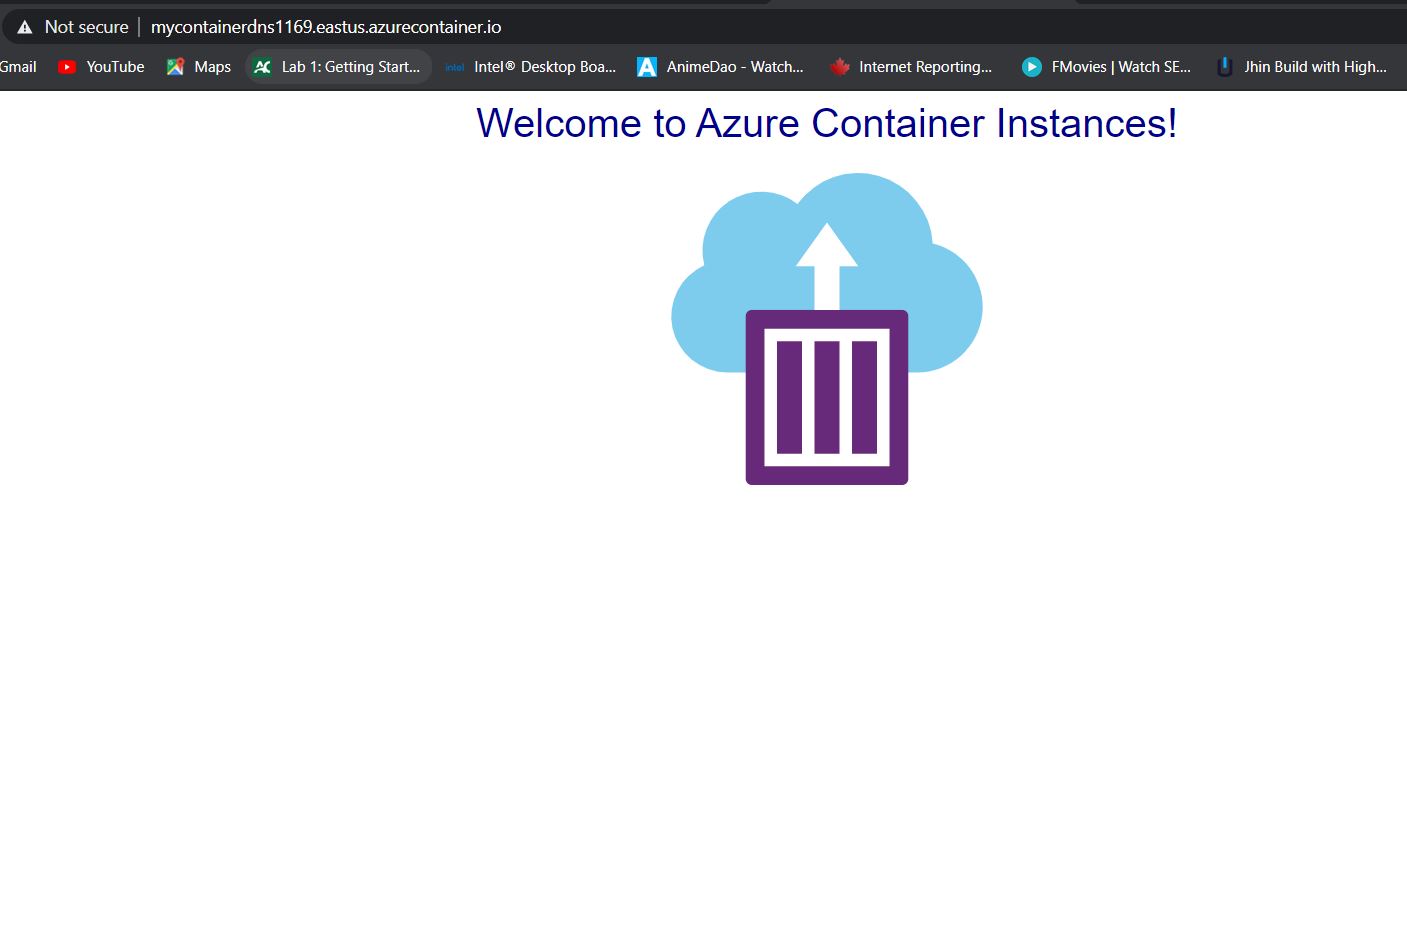 Not secure | mycontainerdns1169.eastus.azurecontainer.io
Gmail YouTube Maps AC Lab 1: Getting Start... intel Intel® Desktop Boa... A AnimeDao - Watch... Internet Reporting... FMovies | Watch SE... Jhin Build with High...
Welcome to Azure Container Instances!